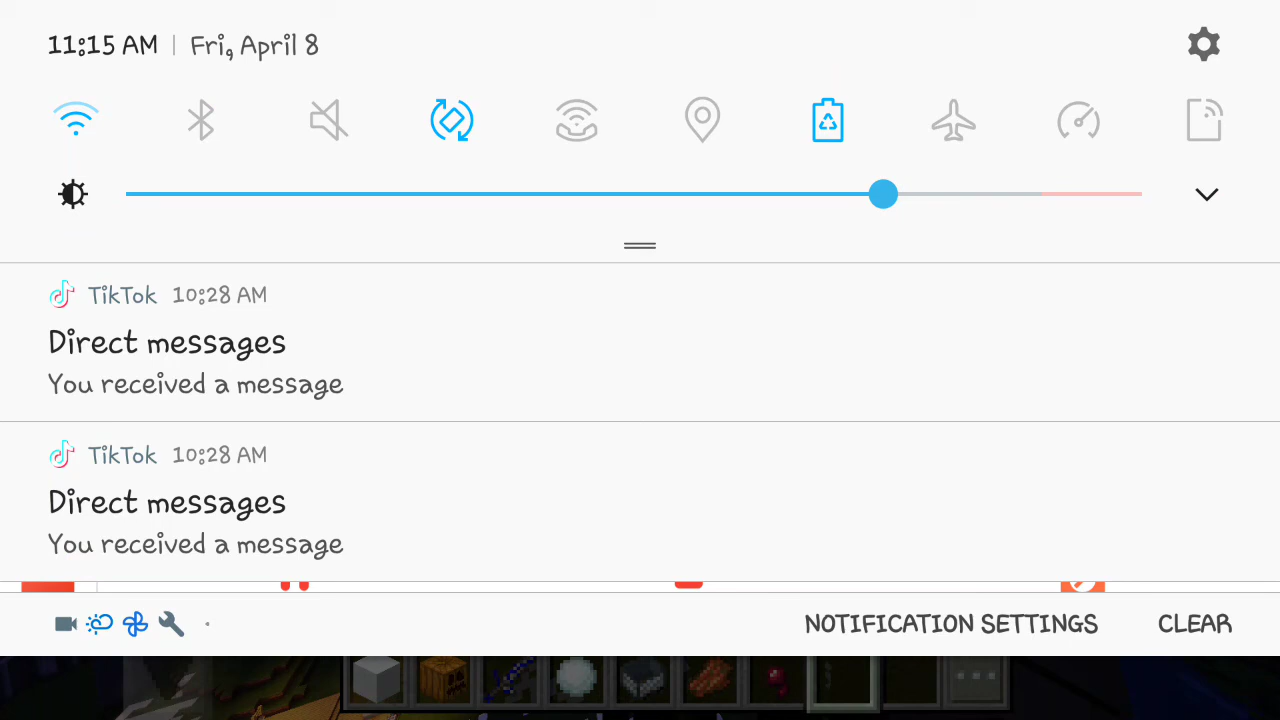 11:15 AM | Fri, April 8
TikTok 10:28 AM
Direct messages
You received a message
TikTok 10:28 AM
Direct messages
You received a message
NOTIFICATION SETTINGS CLEAR